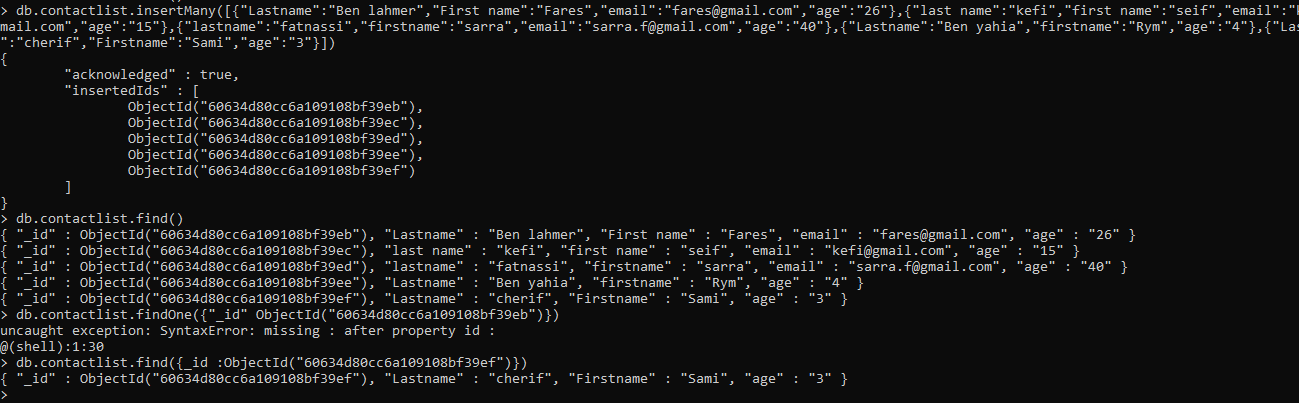 > db.contactlist.insertMany([{"Lastname":"Ben lahmer","First name":"Fares","email":"fares@gmail.com","age":"26"},{"last name":"kefi","first name":"seif","email":"k
mail.com","age":"15"},{"lastname":"fatnassi","firstname":"sarra","email":"sarra.f@gmail.com","age":"40"},{"Lastname":"Ben yahia","firstname":"Rym","age":"4"},{"Las
":"cherif","Firstname":"Sami","age":"3"}])
{
        "acknowledged" : true,
        "insertedIds" : [
                ObjectId("60634d80cc6a109108bf39eb"),
                ObjectId("60634d80cc6a109108bf39ec"),
                ObjectId("60634d80cc6a109108bf39ed"),
                ObjectId("60634d80cc6a109108bf39ee"),
                ObjectId("60634d80cc6a109108bf39ef")
        ]
}
> db.contactlist.find()
{ "_id" : ObjectId("60634d80cc6a109108bf39eb"), "Lastname" : "Ben lahmer", "First name" : "Fares", "email" : "fares@gmail.com", "age" : "26" }
{ "_id" : ObjectId("60634d80cc6a109108bf39ec"), "last name" : "kefi", "first name" : "seif", "email" : "kefi@gmail.com", "age" : "15" }
{ "_id" : ObjectId("60634d80cc6a109108bf39ed"), "lastname" : "fatnassi", "firstname" : "sarra", "email" : "sarra.f@gmail.com", "age" : "40" }
{ "_id" : ObjectId("60634d80cc6a109108bf39ee"), "Lastname" : "Ben yahia", "firstname" : "Rym", "age" : "4" }
{ "_id" : ObjectId("60634d80cc6a109108bf39ef"), "Lastname" : "cherif", "Firstname" : "Sami", "age" : "3" }
> db.contactlist.findOne({"_id" ObjectId("60634d80cc6a109108bf39eb")})
uncaught exception: SyntaxError: missing : after property id :
@(shell):1:30
> db.contactlist.find({_id :ObjectId("60634d80cc6a109108bf39ef")})
{ "_id" : ObjectId("60634d80cc6a109108bf39ef"), "Lastname" : "cherif", "Firstname" : "Sami", "age" : "3" }
>